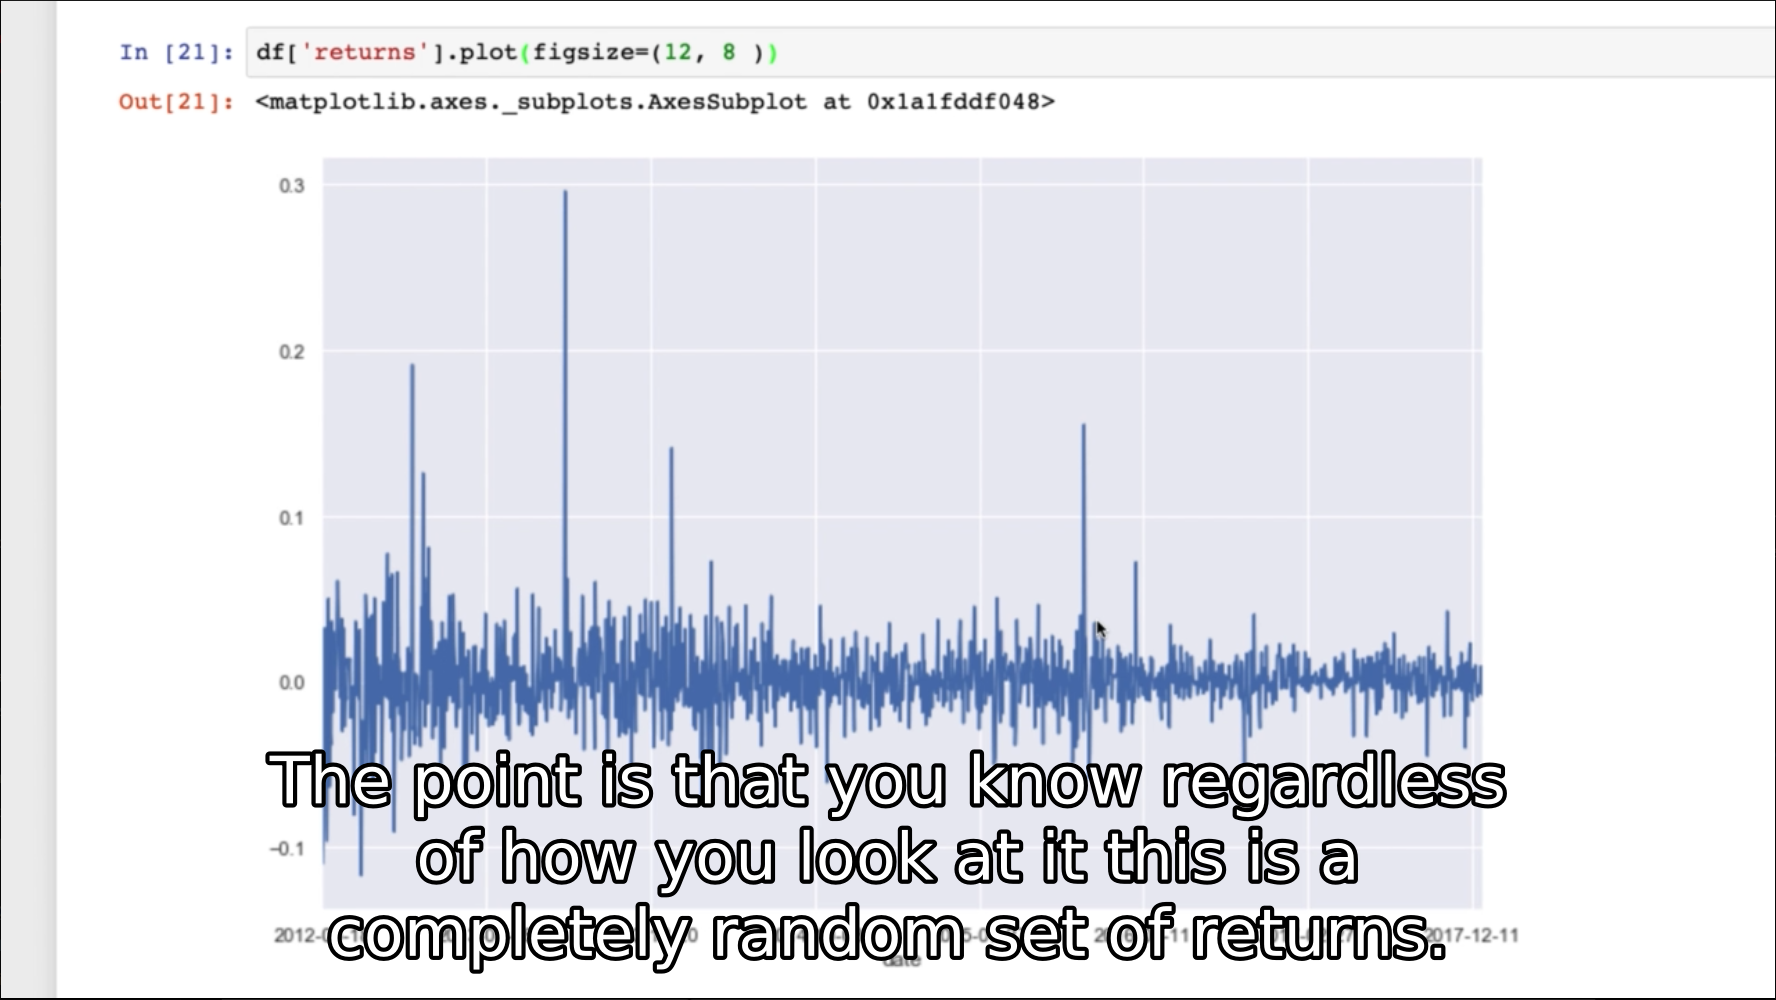 In [21]: df['returns'].plot(figsize=(12, 8 ))
Out[21]: <matplotlib.axes._subplots.AxesSubplot at 0x1a1fddf048>
0.3
0.2
0.1
0.0
−0.1
The point is that you know regardless
of how you look at it this is a
completely random set of returns.
2017-12-11
date